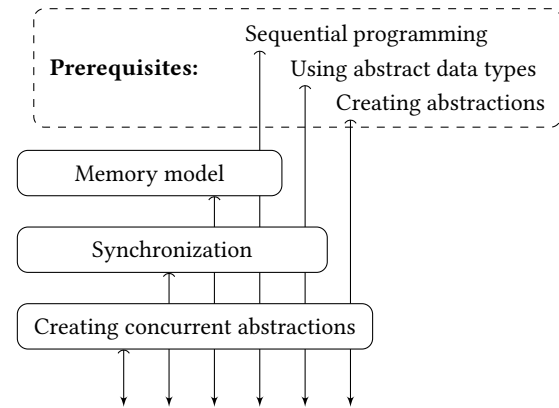 Sequential programming
Prerequisites: Using abstract data types
Creating abstractions
Memory model
Synchronization
Creating concurrent abstractions